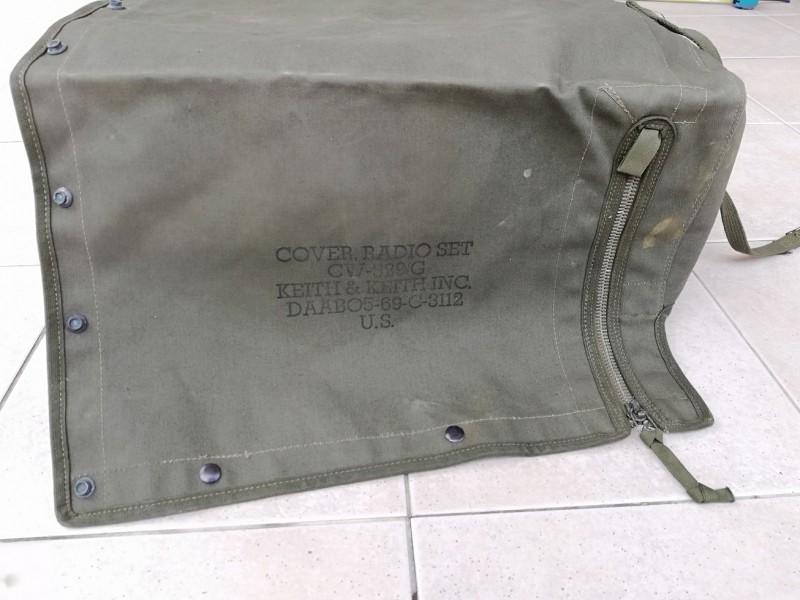 COVER, RADIO SET
KEITH & KEITH INC.
DAAB05-69-C-3112
U.S.